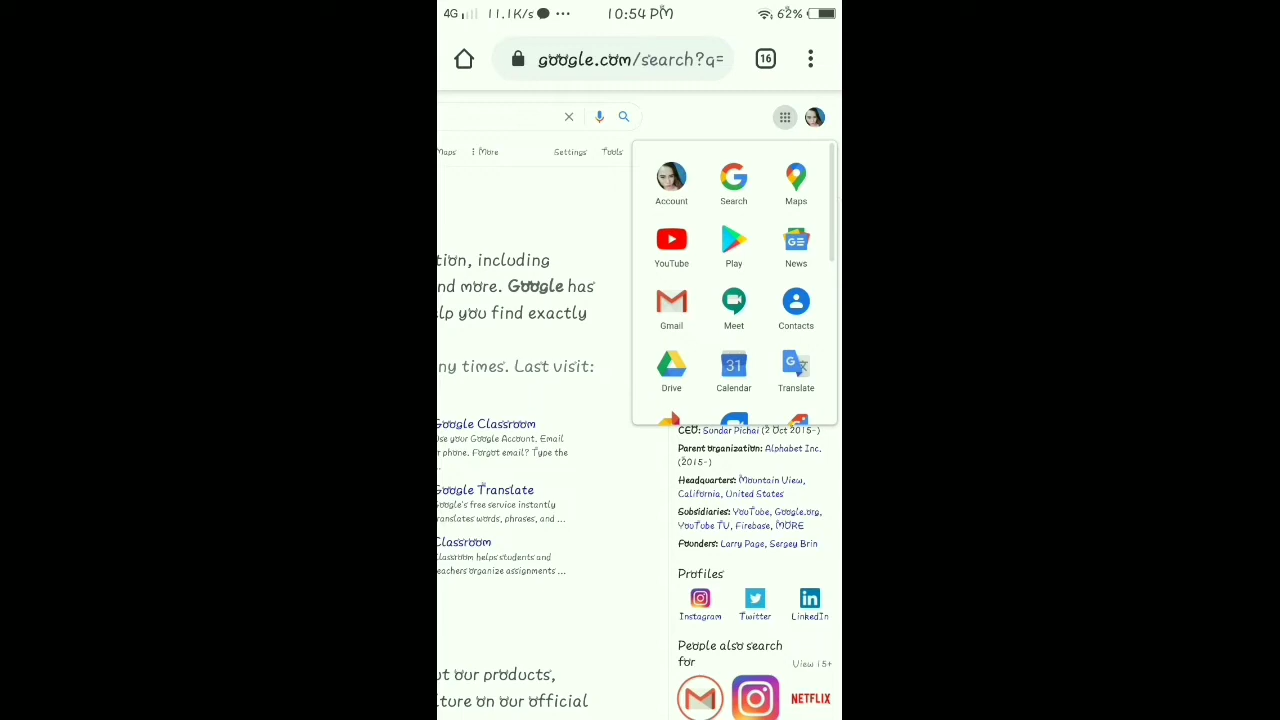 4G 11.1K/s 10:54 PM 62%
google.com/search?q= 16
Maps More Settings Tools
Account Search Maps
YouTube Play News
Gmail Meet Contacts
Drive 31 Calendar Translate
tion, including
nd more. Google has
lp you find exactly
ny times. Last visit:
Google Classroom
use your Google Account. Email
r phone. Forgot email? Type the
...
Google Translate
Google's free service instantly
translates words, phrases, and ...
Classroom
Classroom helps students and
teachers organize assignments ...
ut our products,
lture on our official
CEO: Sundar Pichai (2 Oct 2015–)
Parent organization: Alphabet Inc.
(2015–)
Headquarters: Mountain View,
California, United States
Subsidiaries: YouTube, Google.org,
YouTube TV, Firebase, MORE
Founders: Larry Page, Sergey Brin
Profiles
Instagram Twitter LinkedIn
People also search
for
View 15+
NETFLIX